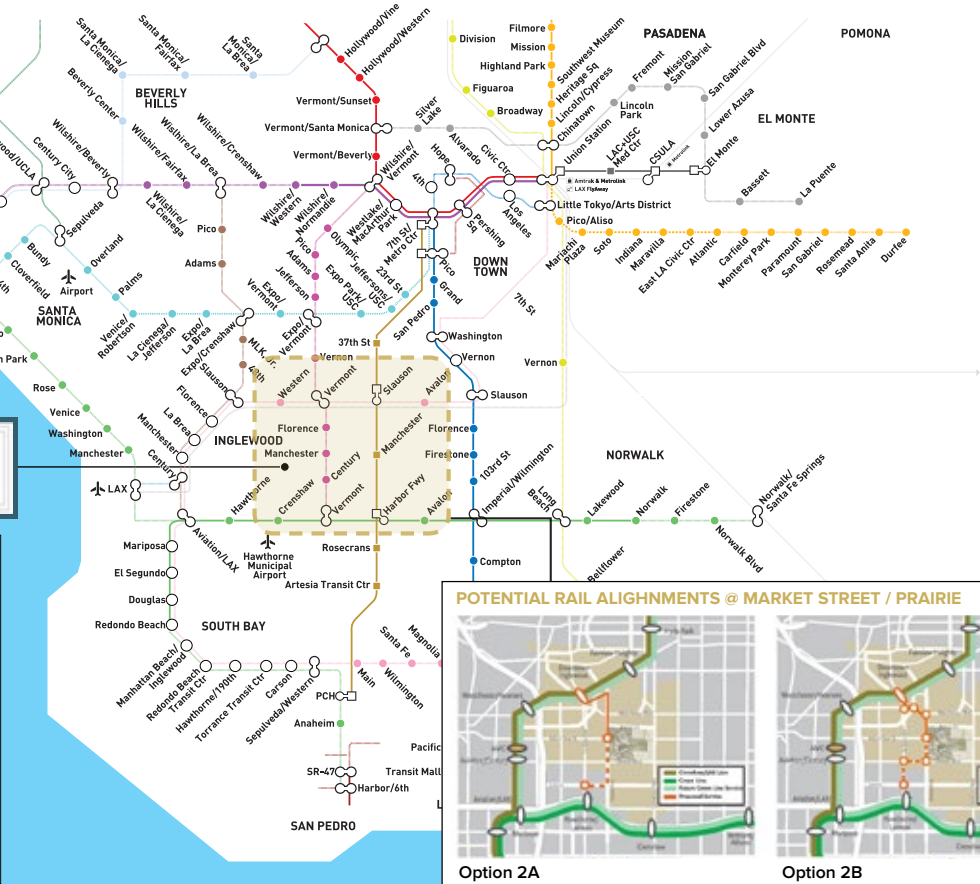 Hollywood/Vine
Hollywood/Western
Vermont/Sunset
Vermont/Santa Monica
Vermont/Beverly
Santa Monica/
La Cienega
Santa Monica/
Fairfax
Santa
Monica/
La Brea
BEVERLY
HILLS
Beverly Center
Division
Figuaroa
Broadway
Filmore
Mission
Highland Park
Southwest Museum
Heritage Sq
Lincoln/Cypress
Chinatown
Union Station
PASADENA
POMONA
Fremont
Mission
San Gabriel
San Gabriel Blvd
Lincoln
Park
Lower Azusa
EL MONTE
LAC+USC
Med Ctr
CSULA
Metrolink
El Monte
Bassett
La Puente
Amtrak & Metrolink
LAX FlyAway
Little Tokyo/Arts District
Pico/Aliso
Mariachi
Plaza
Soto
Indiana
Maravilla
East LA Civic Ctr
Atlantic
Carfield
Monterey Park
Paramount
San Gabriel
Rosemead
Santa Anita
Durfee
Silver
Lake
Alvarado
Hope
Civic Ctr
4th
Los
Angeles
Pershing
Sq
wood/UCLA
Century City
Wilshire/Beverly
Wilshire/Fairfax
Wislhire/La Brea
Wilshire/Crenshaw
Wilshire/
La Cienega
Wilshire/
Western
Wilshire/
Normandie
Wilshire/
Vermont
Westlake/
MacArthur
Park
7th St/
Metro Ctr
Pico
DOWN
TOWN
Grand
San Pedro
7th St
Washington
Vernon
Vernon
Slauson
Sepulveda
Bundy
Cloverfield
4th
Overland
Airport
Palms
SANTA
MONICA
Venice/
Robertson
La Cienega/
Jefferson
Expo/
La Brea
Expo/Crenshaw
Pico
Adams
MLK, Jr.
48th
Pico
Adams
Jefferson
Olympic
Expo/
Vermont
Expo/
Vermont
Expo Park/
USC
Jeffersons/
USC
23rd St
37th St
Vernon
n Park
Rose
Venice
Washington
Manchester
LAX
Slauson
Florence
La Brea
Manchester
Century
INGLEWOOD
Western
Vermont
Slauson
Avalon
Florence
Manchester
Century
Manchester
Florence
Firestone
103rd St
Imperial/Wilmington
Hawthorne
Crenshaw
Vermont
Harbor Fwy
Avalon
Long
Beach
NORWALK
Lakewood
Norwalk
Firestone
Norwalk Blvd
Norwalk/
Santa Fe Springs
Bellflower
Compton
Aviation/LAX
Hawthorne
Municipal
Airport
Rosecrans
Artesia Transit Ctr
Mariposa
El Segundo
Douglas
Redondo Beach
SOUTH BAY
Manhattan Beach/
Inglewood
Redondo Beach
Transit Ctr
Hawthorne/190th
Torrance Transit Ctr
Carson
Sepulveda/Western
PCH
Main
Santa Fe
Wilmington
Magnolia
Anaheim
Pacific
SR-47
Transit Mall
Harbor/6th
L
SAN PEDRO
POTENTIAL RAIL ALIGHNMENTS @ MARKET STREET / PRAIRIE
Option 2A
Option 2B